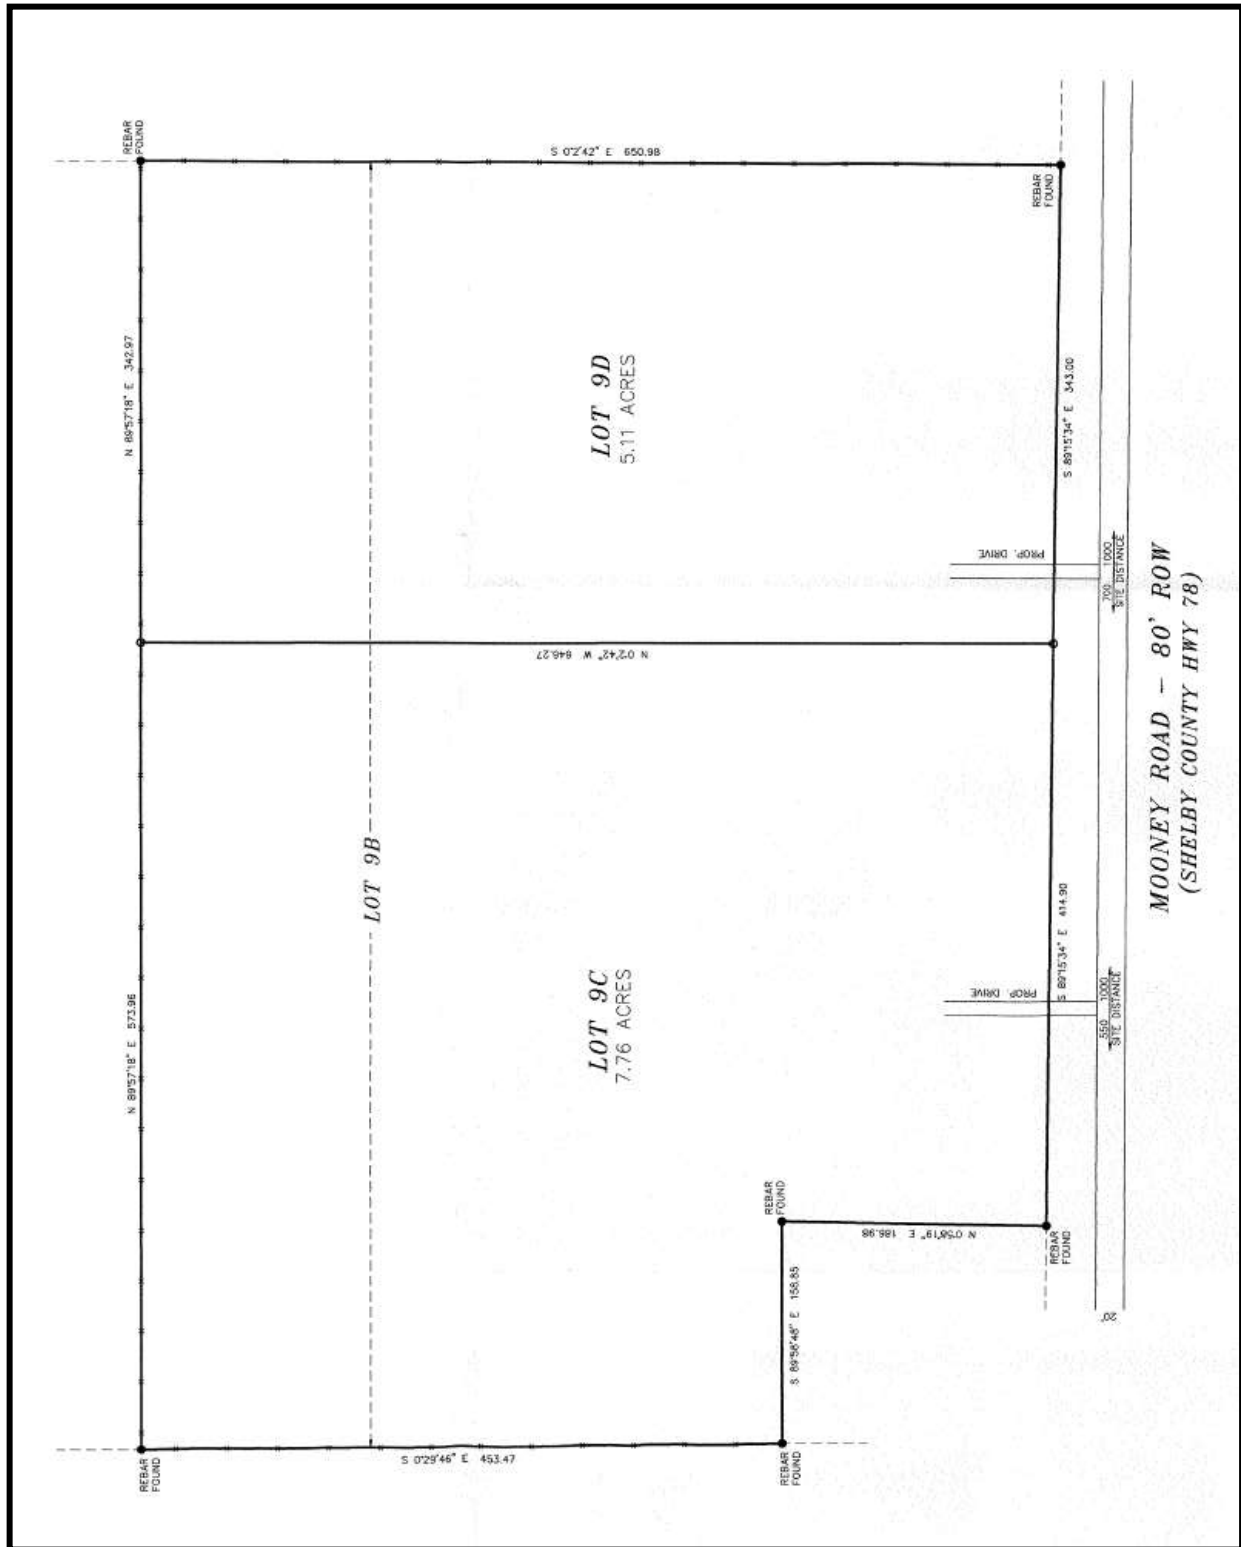 REBAR
FOUND
S 0°2'42" E 650.98
REBAR
FOUND
N 89°57'18" E 342.97
LOT 9D
5.11 ACRES
S 89°15'34" E 343.00
PROP. DRIVE
700 1000
SITE DISTANCE
N 0°2'42" W 646.27
LOT 9B
MOONEY ROAD - 80' ROW
(SHELBY COUNTY HWY 78)
N 89°57'18" E 573.96
LOT 9C
7.76 ACRES
S 89°15'34" E 414.90
PROP. DRIVE
550 1000
SITE DISTANCE
REBAR
FOUND
N 0°58'19" E 186.98
REBAR
FOUND
20'
S 89°58'48" E 158.85
REBAR
FOUND
S 0°29'46" E 453.47
REBAR
FOUND